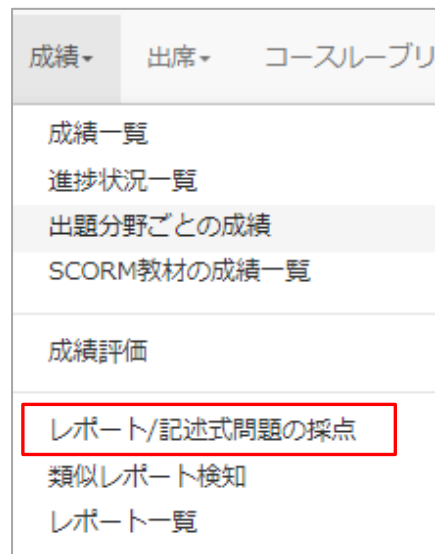 成績▾ 出席▾ コースルーブリ
成績一覧
進捗状況一覧
出題分野ごとの成績
SCORM教材の成績一覧
成績評価
レポート/記述式問題の採点
類似レポート検知
レポート一覧